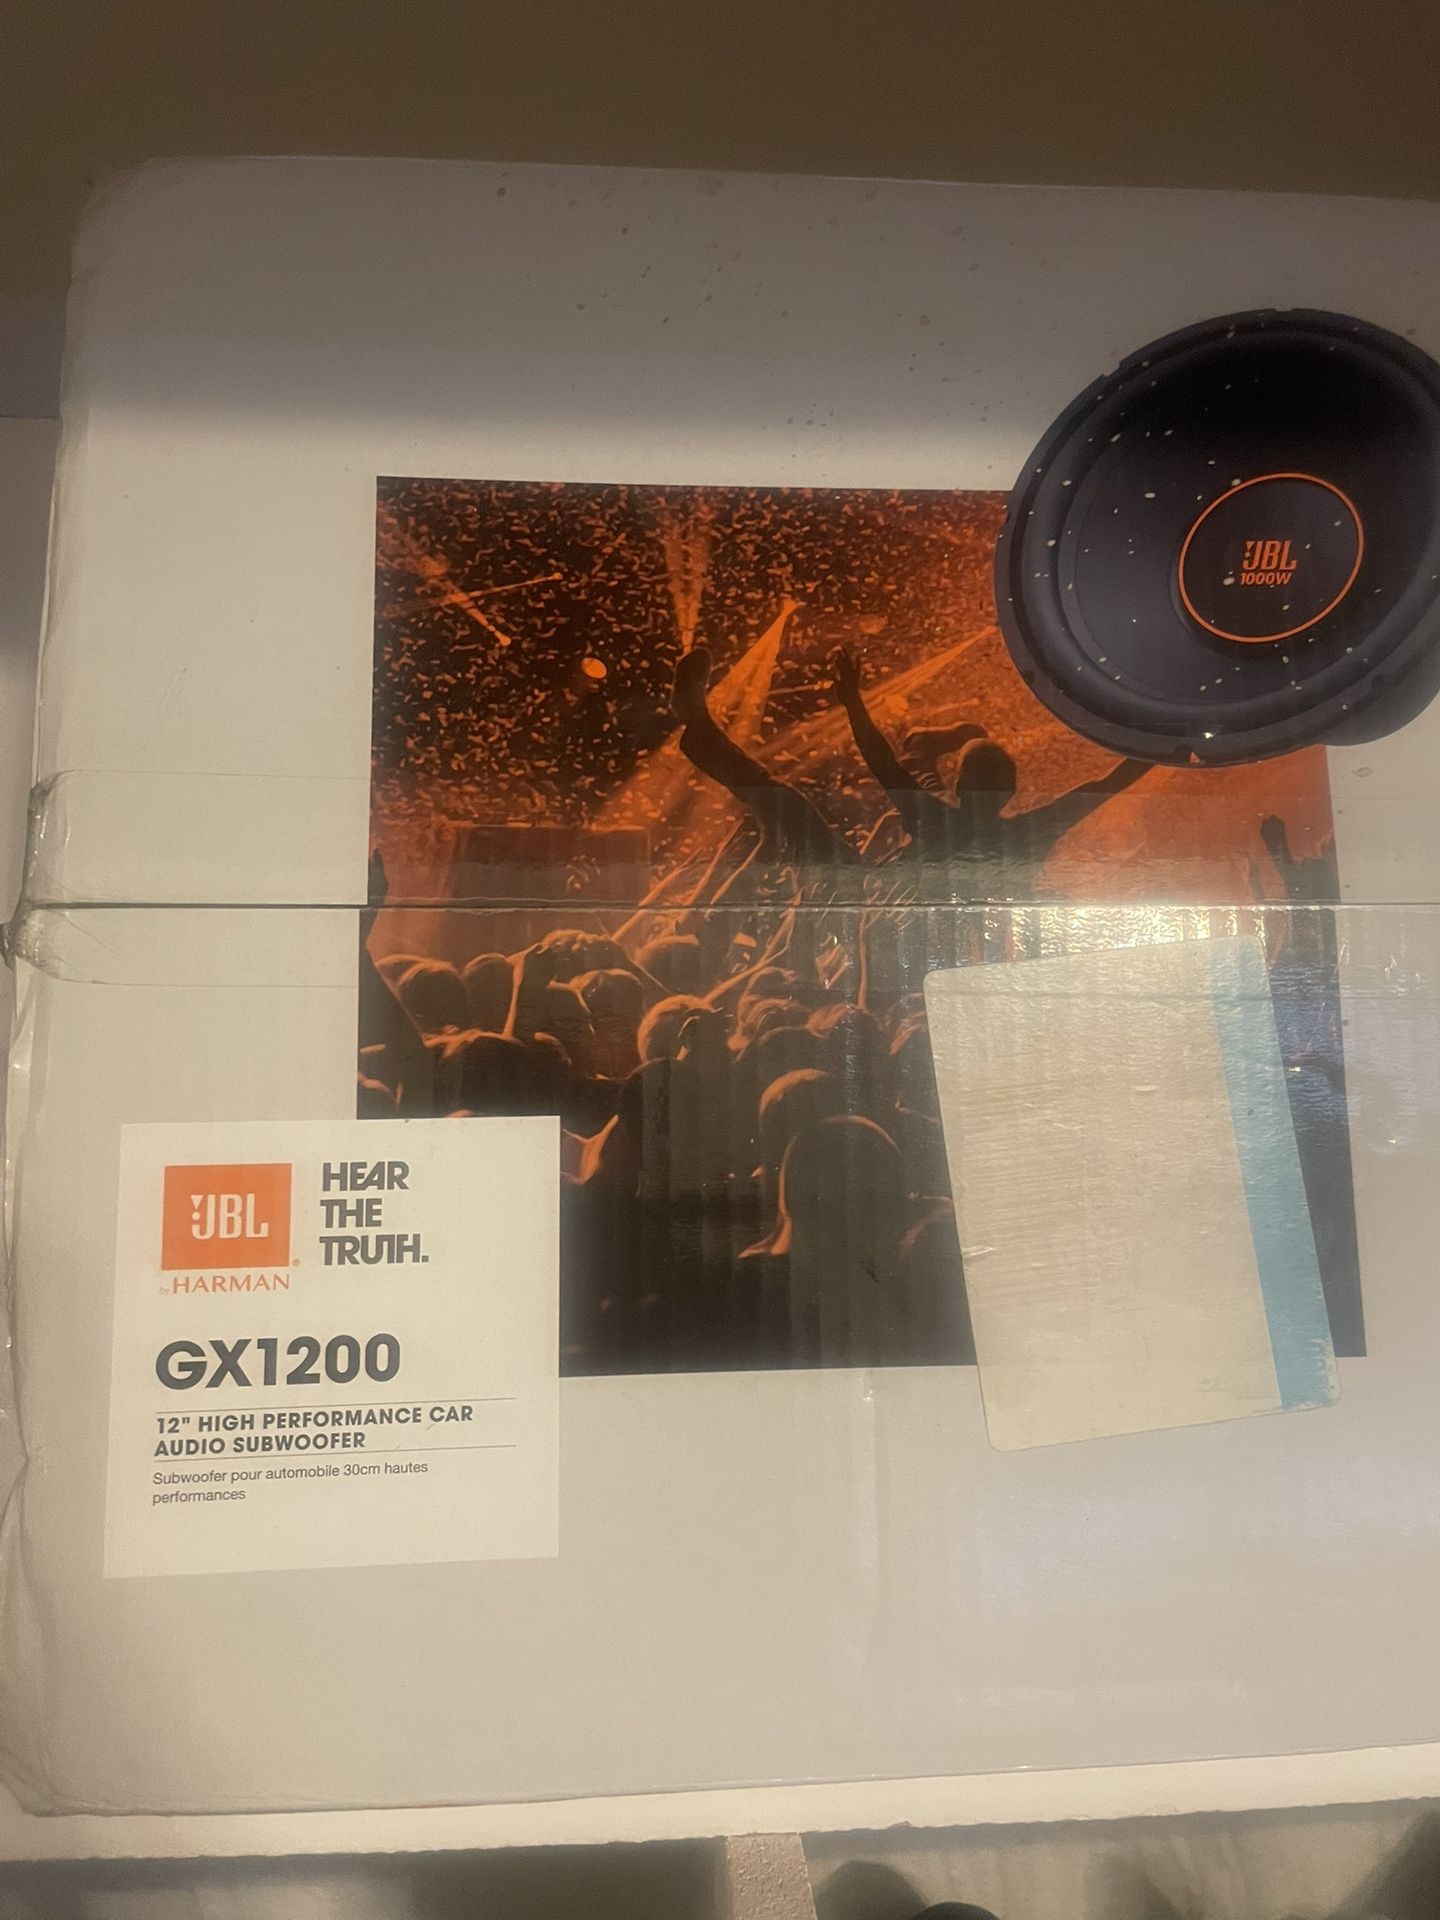 JBL
1000W
JBL
by HARMAN
HEAR
THE
TRUTH.
GX1200
12" HIGH PERFORMANCE CAR
AUDIO SUBWOOFER
Subwoofer pour automobile 30cm hautes
performances